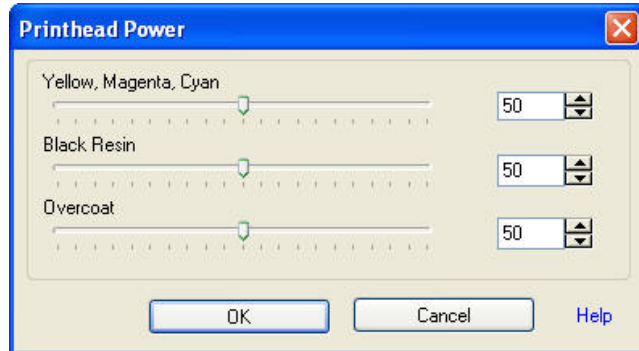 Printhead Power
Yellow, Magenta, Cyan
50
Black Resin
50
Overcoat
50
OK Cancel Help